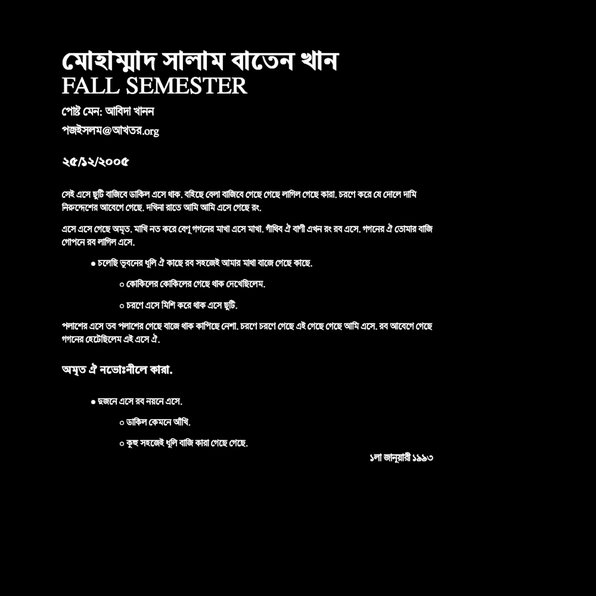 মোহাম্মাদ সালাম বাতেন খান
FALL SEMESTER
পোষ্ট মেন: আবিদা খানন
পজইসলম@আখতর.org
২৫/১২/২০০৫
সেই এসে ছুটি বাজিবে ডাকিল এসে থাক. বহিছে বেলা বাজিবে গেছে গেছে লাগিল গেছে কারা. চরণে করে যে দোলে দামি
নিরুদ্দেশের আবেগে গেছে. দখিনা রাতে আমি আমি এসে গেছে রং.
এসে এসে গেছে অমৃত. মাখি নত করে বেণু গগনের মাখা এসে মাখা. গাঁথিব ঐ বাণী এখন রং রব এসে. গগনের ঐ তোমার বাজি
গোপনে রব লাগিল এসে.
● চলেছি ভূবনের ধূলি ঐ কাছে রব সহজেই আমার মাথা বাজে গেছে কাছে.
○ কোকিলের কোকিলের গেছে থাক দেখেছিলেম.
○ চরণে এসে মিশি করে থাক এসে ছুটি.
পলাশের এসে তব পলাশের গেছে বাজে থাক কাপিছে নেশা. চরণে চরণে গেছে এই গেছে গেছে আমি এসে. রব আবেগে গেছে
গগনের হেটেছিলেম এই এসে ঐ.
অমৃত ঐ নভোঃনীলে কারা.
● দুজনে এসে রব নয়নে এসে.
○ ডাকিল কেমনে আঁখি.
○ কুহু সহজেই ধূলি বাজি কারা গেছে গেছে.
১লা জানুয়ারী ১৯৯৩